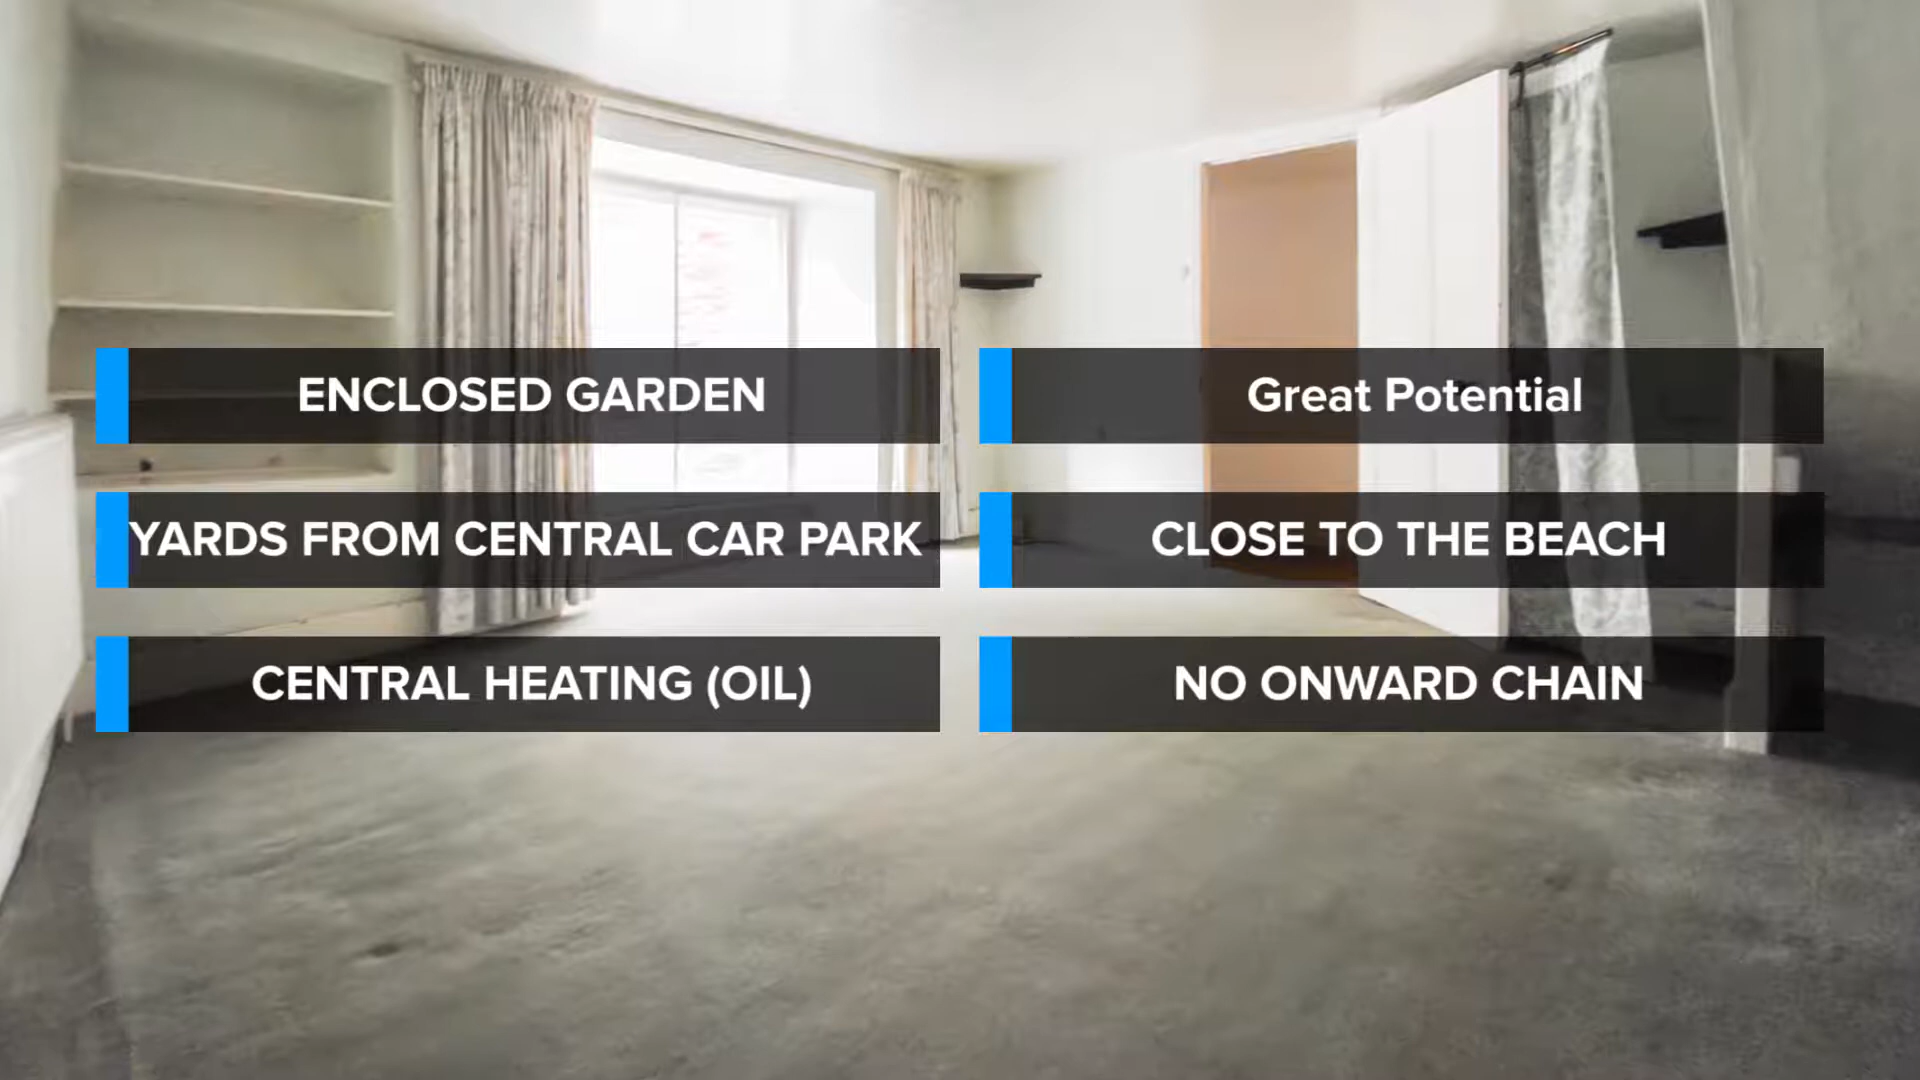 ENCLOSED GARDEN
Great Potential
YARDS FROM CENTRAL CAR PARK
CLOSE TO THE BEACH
CENTRAL HEATING (OIL)
NO ONWARD CHAIN